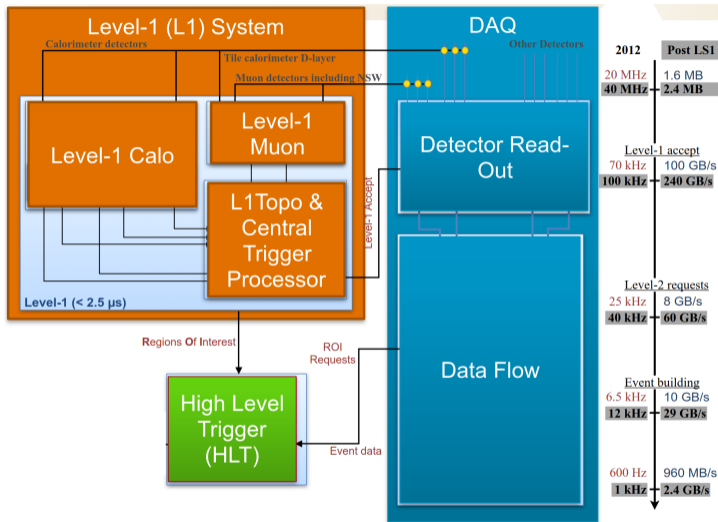 Level-1 (L1) System
Calorimeter detectors
Tile calorimeter D-layer
Muon detectors including NSW
Level-1 Calo
Level-1
Muon
L1Topo &
Central
Trigger
Processor
Level-1 (< 2.5 µs)
Level-1 Accept
Regions Of Interest
High Level
Trigger
(HLT)
ROI
Requests
Event data
DAQ
Other Detectors
Detector Read-
Out
Data Flow
2012 Post LS1
20 MHz 1.6 MB
40 MHz 2.4 MB
Level-1 accept
70 kHz 100 GB/s
100 kHz 240 GB/s
Level-2 requests
25 kHz 8 GB/s
40 kHz 60 GB/s
Event building
6.5 kHz 10 GB/s
12 kHz 29 GB/s
600 Hz 960 MB/s
1 kHz 2.4 GB/s